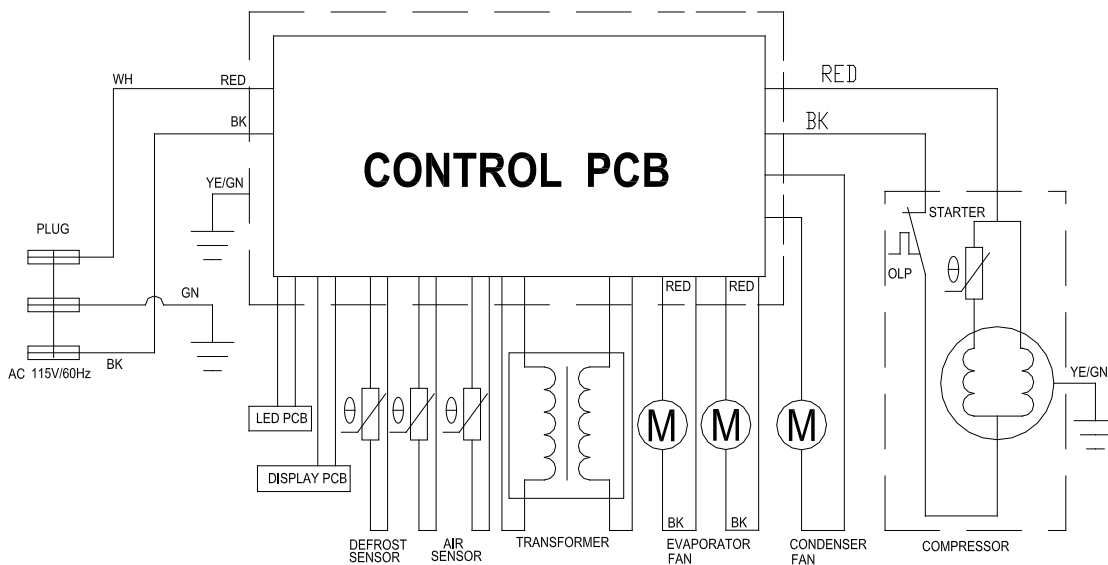 WH
RED
BK
CONTROL PCB
RED
BK
YE/GN
PLUG
GN
BK
AC 115V/60Hz
STARTER
OLP
θ
YE/GN
RED
RED
LED PCB
DISPLAY PCB
θ
θ
θ
M
M
M
BK
BK
DEFROST
SENSOR
AIR
SENSOR
TRANSFORMER
EVAPORATOR
FAN
CONDENSER
FAN
COMPRESSOR